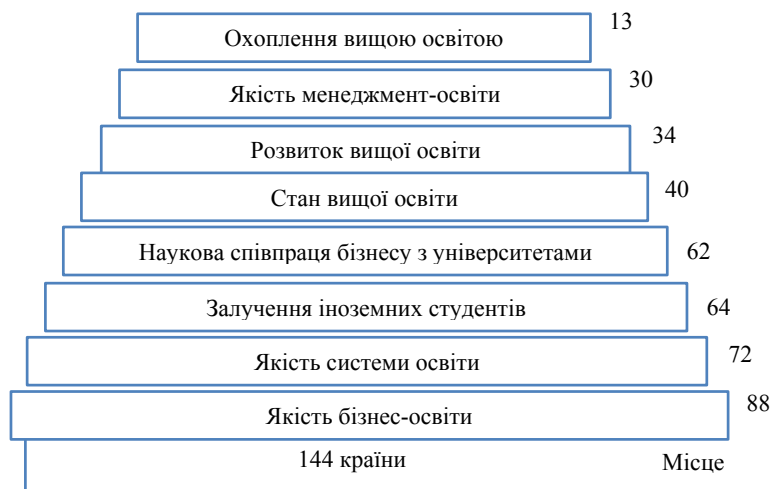 Охоплення вищою освітою 13
Якість менеджмент-освіти 30
Розвиток вищої освіти 34
Стан вищої освіти 40
Наукова співпраця бізнесу з університетами 62
Залучення іноземних студентів 64
Якість системи освіти 72
Якість бізнес-освіти 88
144 країни Місце